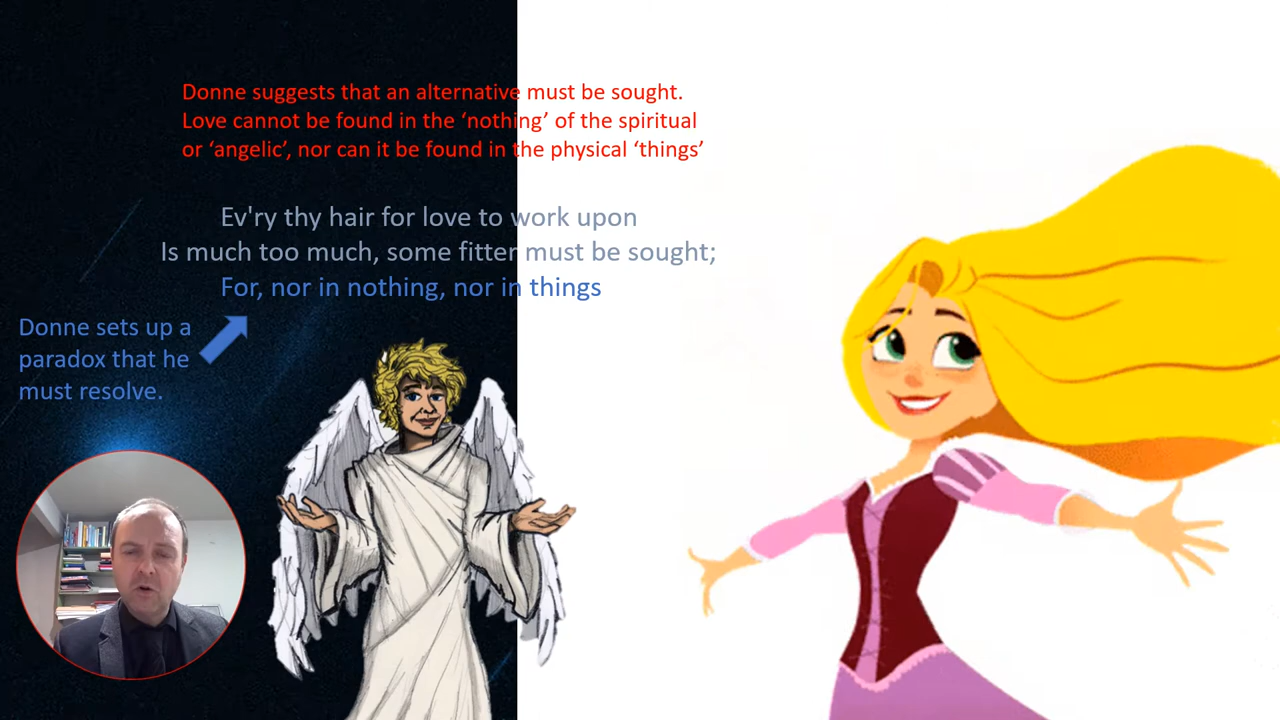 Donne suggests that an alternative must be sought.
Love cannot be found in the ‘nothing’ of the spiritual
or ‘angelic’, nor can it be found in the physical ‘things’
Ev'ry thy hair for love to work upon
Is much too much, some fitter must be sought;
For, nor in nothing, nor in things
Donne sets up a
paradox that he
must resolve.